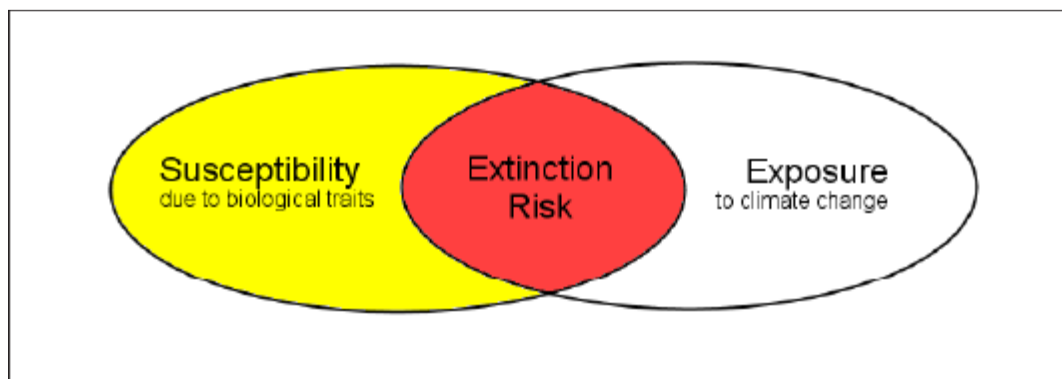 Susceptibility
due to biological traits
Extinction
Risk
Exposure
to climate change